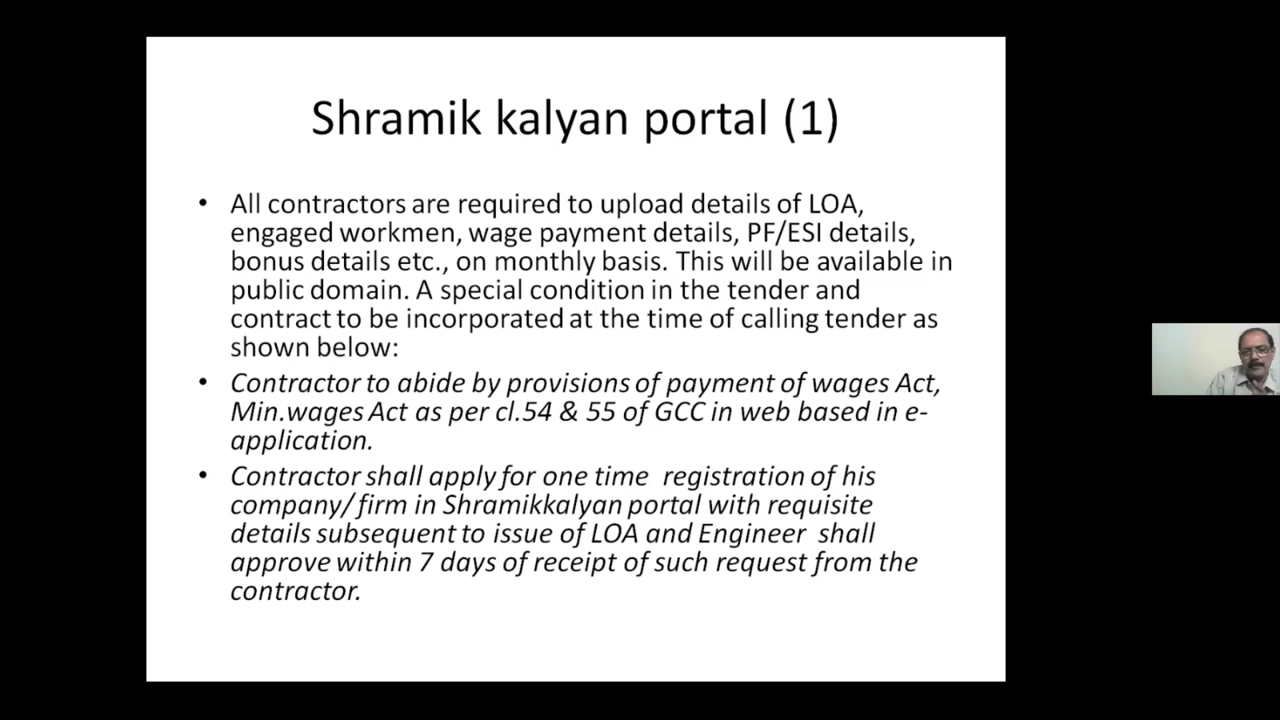 Shramik kalyan portal (1)
• All contractors are required to upload details of LOA,
engaged workmen, wage payment details, PF/ESI details,
bonus details etc., on monthly basis. This will be available in
public domain. A special condition in the tender and
contract to be incorporated at the time of calling tender as
shown below:
• Contractor to abide by provisions of payment of wages Act,
Min.wages Act as per cl.54 & 55 of GCC in web based in e-
application.
• Contractor shall apply for one time registration of his
company/ firm in Shramikkalyan portal with requisite
details subsequent to issue of LOA and Engineer shall
approve within 7 days of receipt of such request from the
contractor.